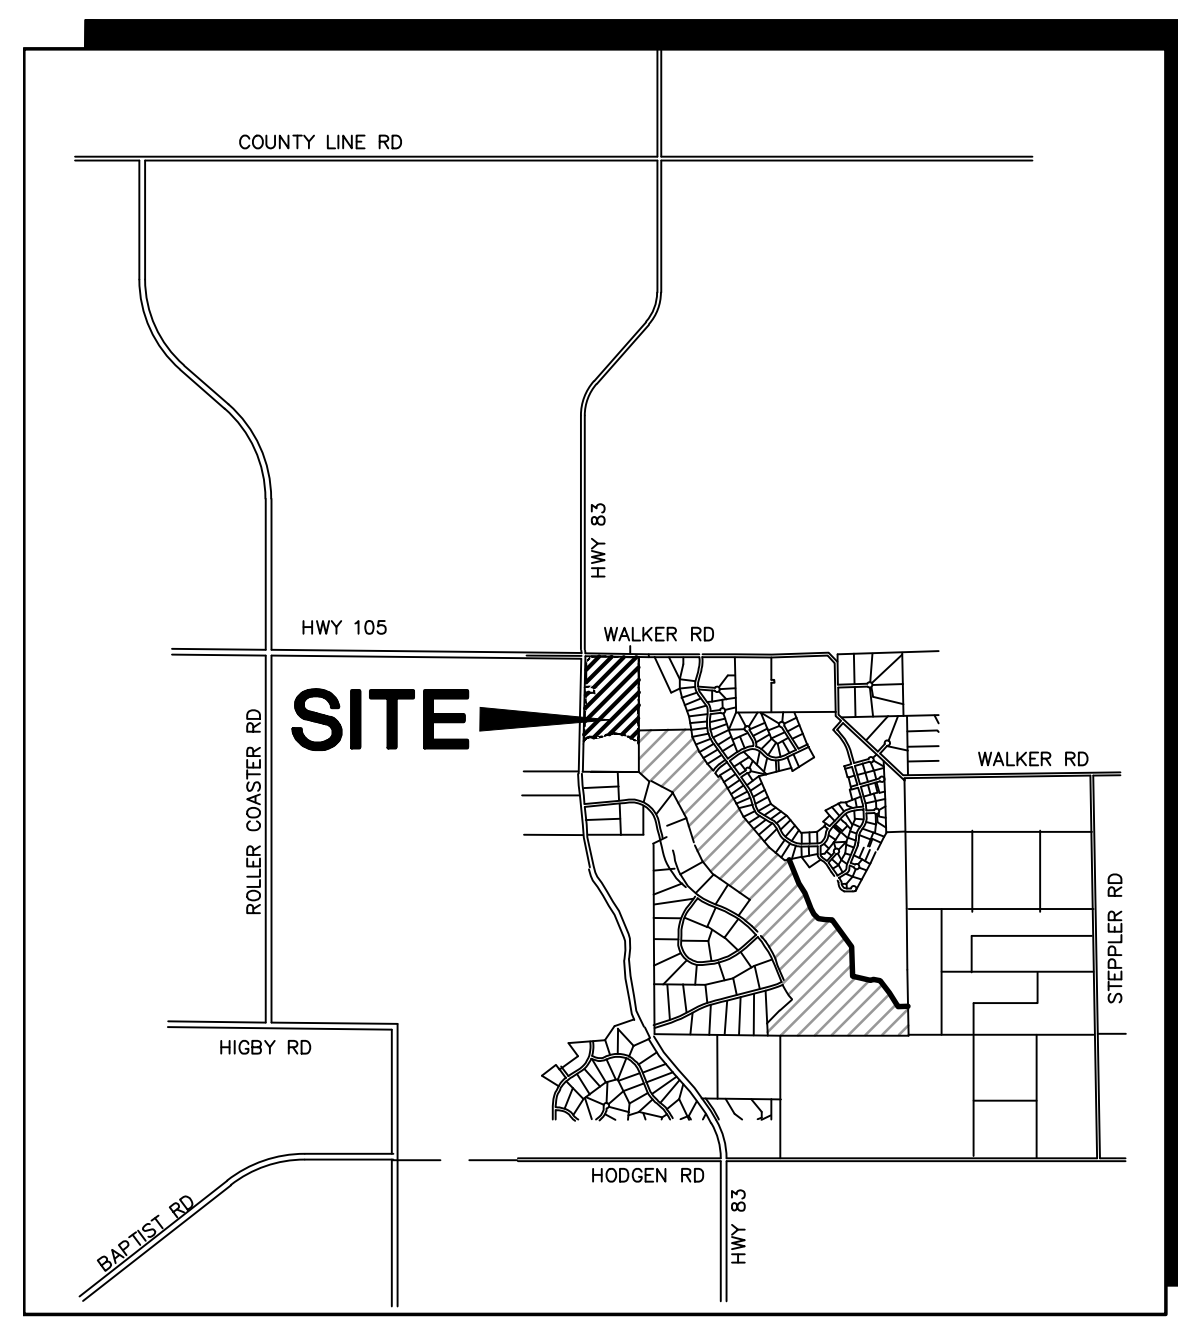 COUNTY LINE RD
HWY 83
HWY 105
WALKER RD
SITE
ROLLER COASTER RD
WALKER RD
STEPPLER RD
HIGBY RD
HODGEN RD
BAPTIST RD
HWY 83